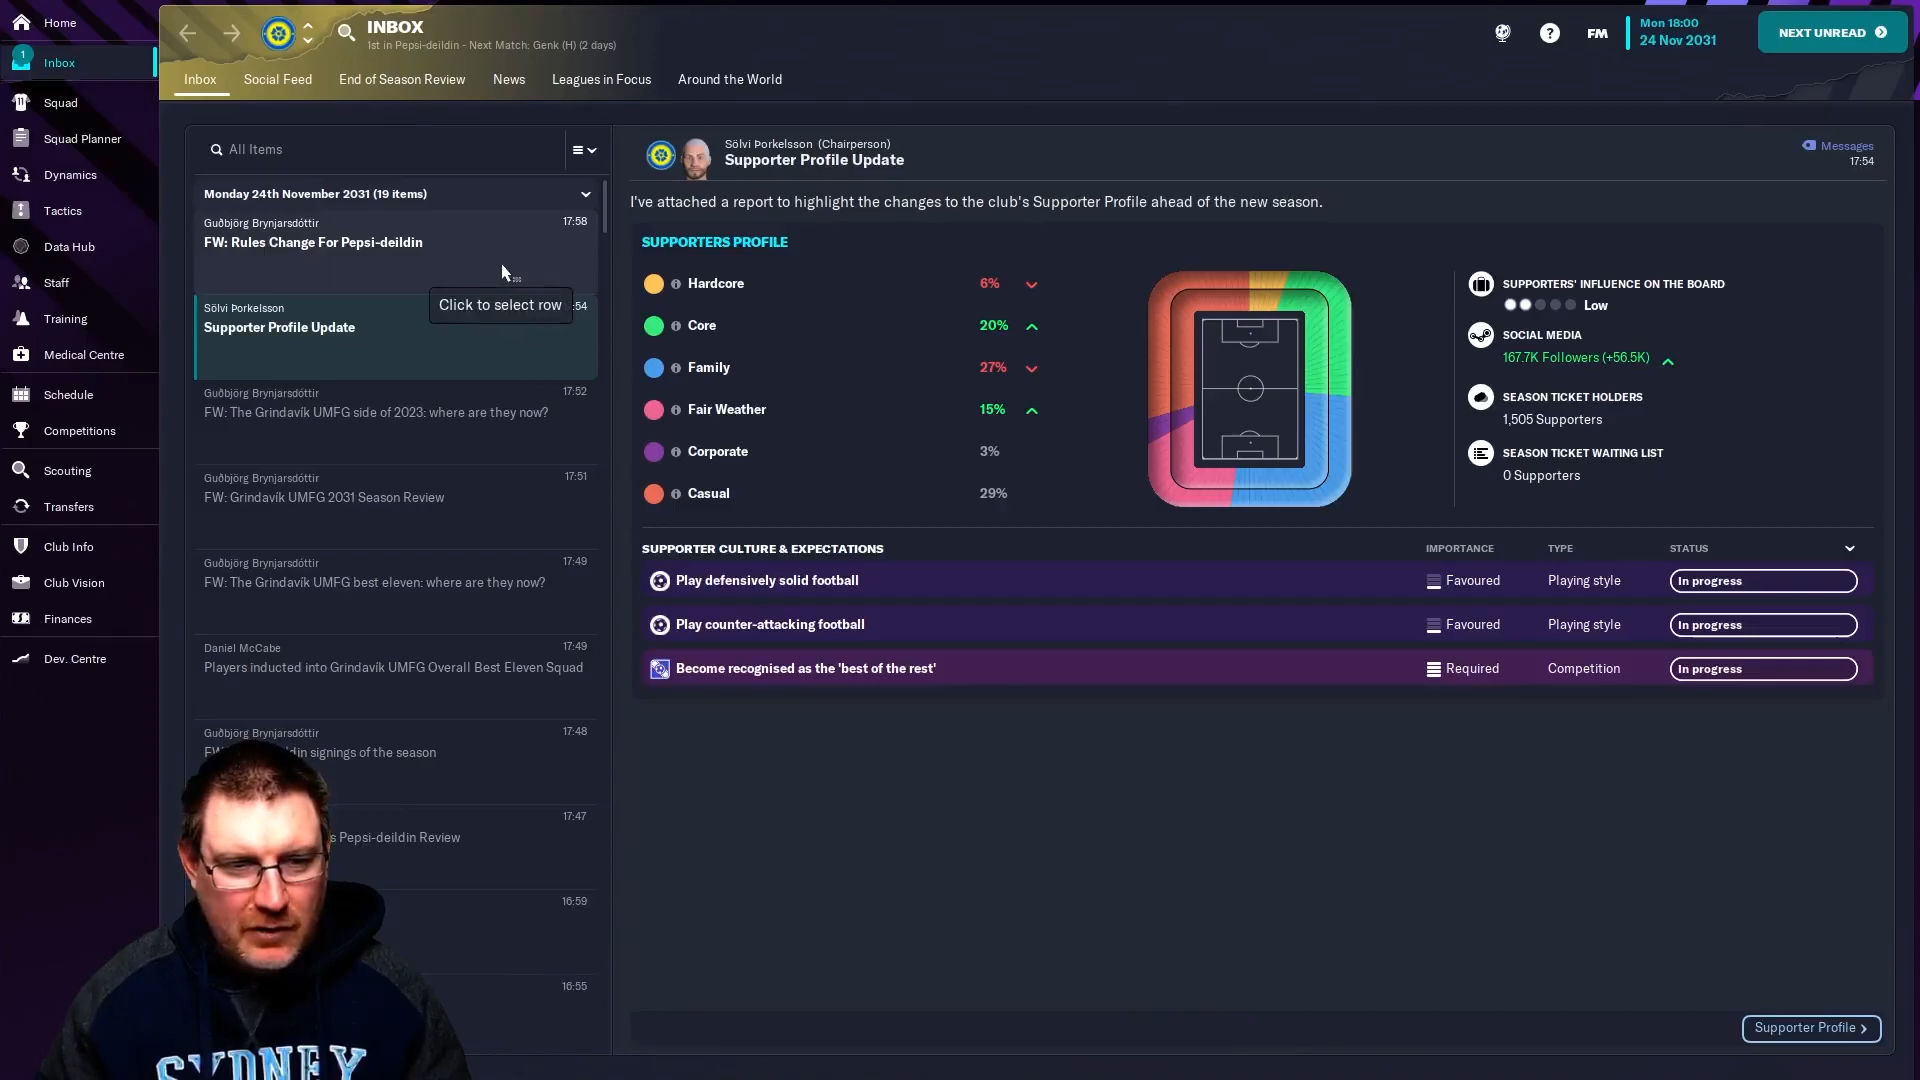 Home
1
Inbox
Squad
Squad Planner
Dynamics
Tactics
Data Hub
Staff
Training
Medical Centre
Schedule
Competitions
Scouting
Transfers
Club Info
Club Vision
Finances
Dev. Centre
INBOX
1st in Pepsi-deildin - Next Match: Genk (H) (2 days)
FM
Mon 18:00
24 Nov 2031
NEXT UNREAD
Inbox
Social Feed
End of Season Review
News
Leagues in Focus
Around the World
All Items
Monday 24th November 2031 (19 items)
Guðbjörg Brynjarsdóttir 17:58
FW: Rules Change For Pepsi-deildin
Click to select row
Sölvi Þorkelsson :54
Supporter Profile Update
Guðbjörg Brynjarsdóttir 17:52
FW: The Grindavík UMFG side of 2023: where are they now?
Guðbjörg Brynjarsdóttir 17:51
FW: Grindavík UMFG 2031 Season Review
Guðbjörg Brynjarsdóttir 17:49
FW: The Grindavík UMFG best eleven: where are they now?
Daniel McCabe 17:49
Players inducted into Grindavík UMFG Overall Best Eleven Squad
Guðbjörg Brynjarsdóttir 17:48
din signings of the season
17:47
s Pepsi-deildin Review
16:59
16:55
Sölvi Þorkelsson (Chairperson)
Supporter Profile Update
Messages
17:54
I've attached a report to highlight the changes to the club's Supporter Profile ahead of the new season.
SUPPORTERS PROFILE
Hardcore 6%
Core 20%
Family 27%
Fair Weather 15%
Corporate 3%
Casual 29%
SUPPORTERS' INFLUENCE ON THE BOARD
Low
SOCIAL MEDIA
167.7K Followers (+56.5K)
SEASON TICKET HOLDERS
1,505 Supporters
SEASON TICKET WAITING LIST
0 Supporters
SUPPORTER CULTURE & EXPECTATIONS IMPORTANCE TYPE STATUS
Play defensively solid football Favoured Playing style In progress
Play counter-attacking football Favoured Playing style In progress
Become recognised as the 'best of the rest' Required Competition In progress
Supporter Profile
SYDNEY